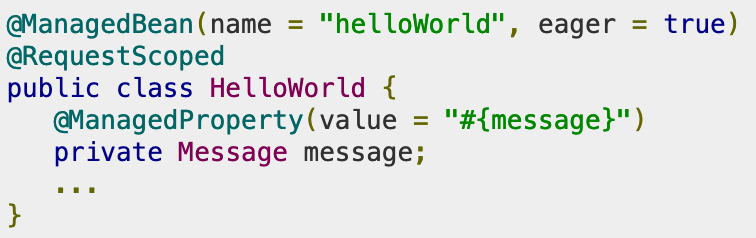 @ManagedBean(name = "helloWorld", eager = true)
@RequestScoped
public class HelloWorld {
   @ManagedProperty(value = "#{message}")
   private Message message;
   ...
}